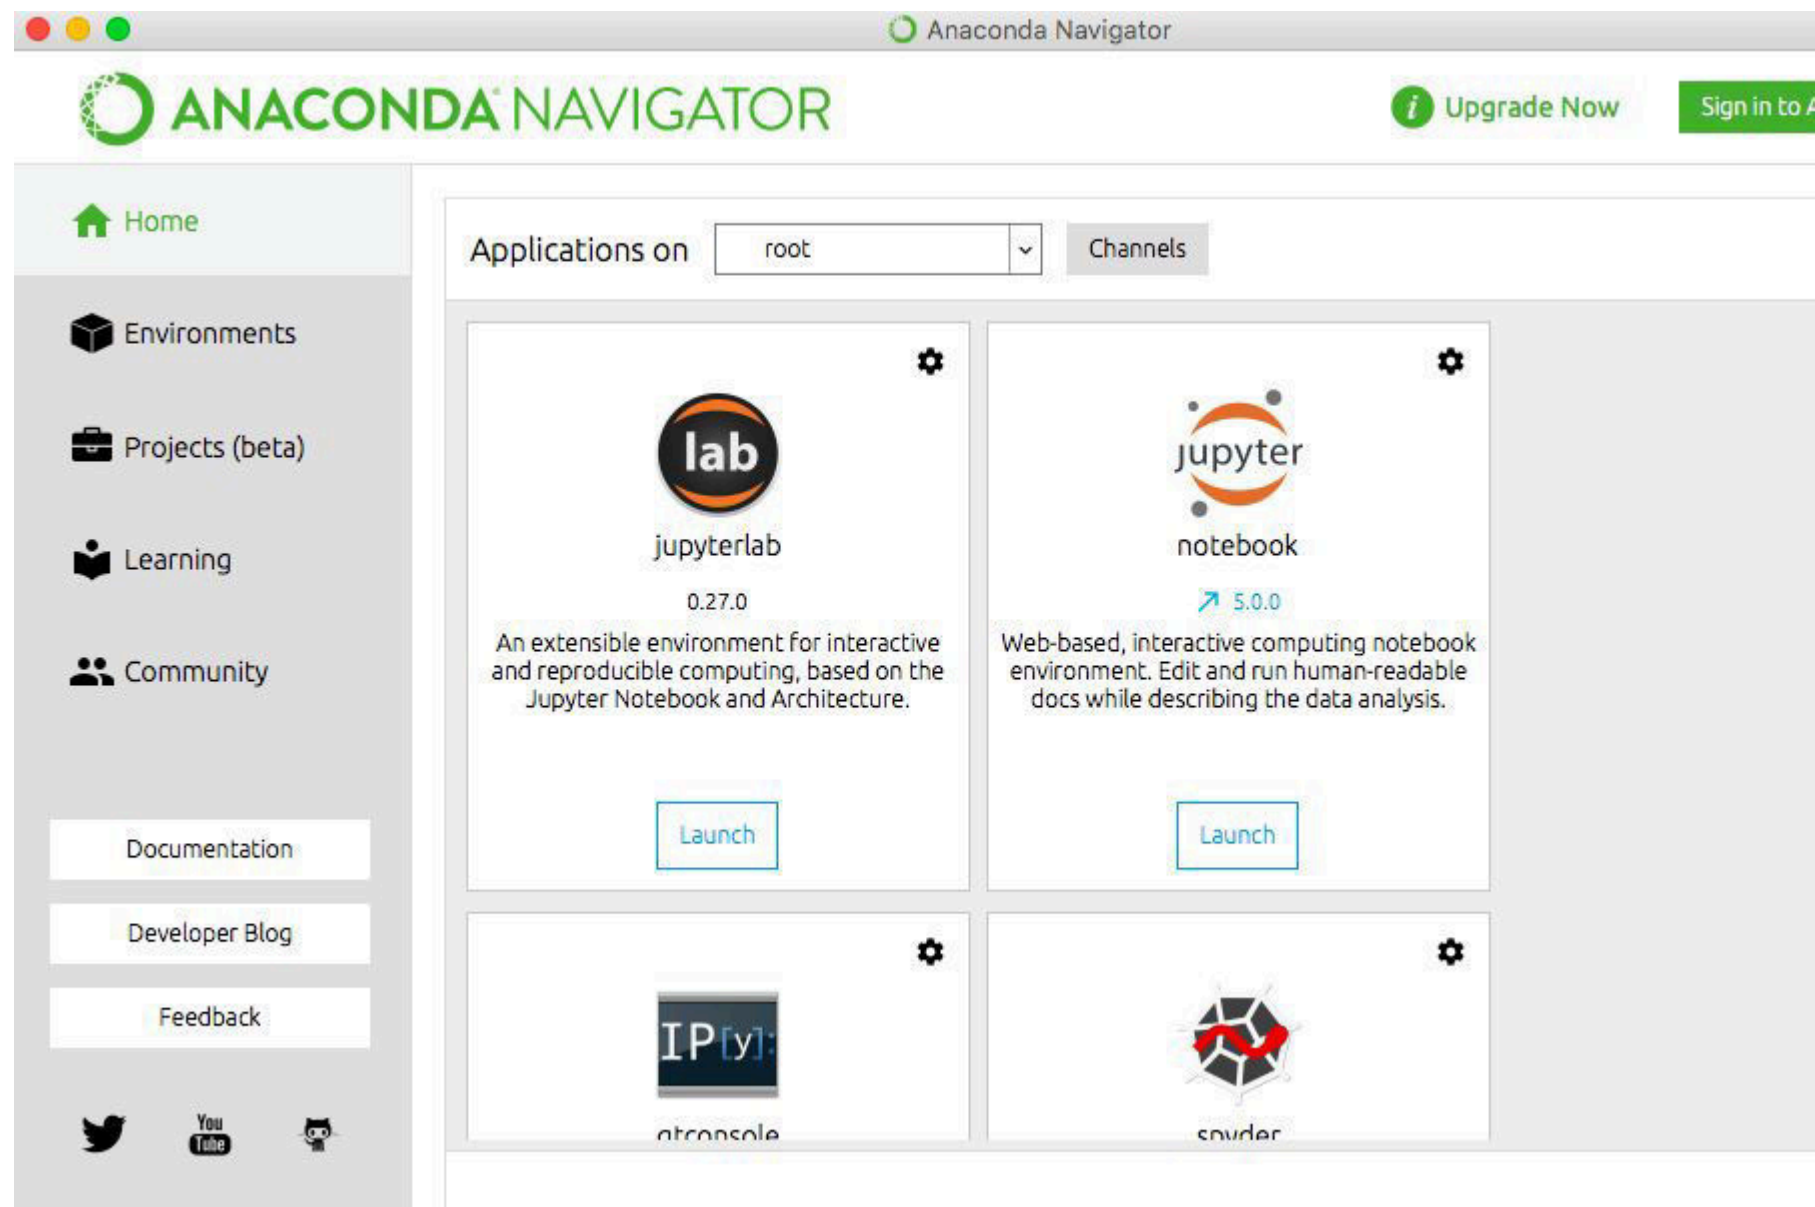 Anaconda Navigator
ANACONDA NAVIGATOR
Upgrade Now
Sign in to A
Home
Applications on
root
Channels
Environments
Projects (beta)
Learning
Community
Documentation
Developer Blog
Feedback
You
Tube
lab
jupyterlab
0.27.0
An extensible environment for interactive
and reproducible computing, based on the
Jupyter Notebook and Architecture.
Launch
jupyter
notebook
5.0.0
Web-based, interactive computing notebook
environment. Edit and run human-readable
docs while describing the data analysis.
Launch
IP[y]:
qtconsole
spyder